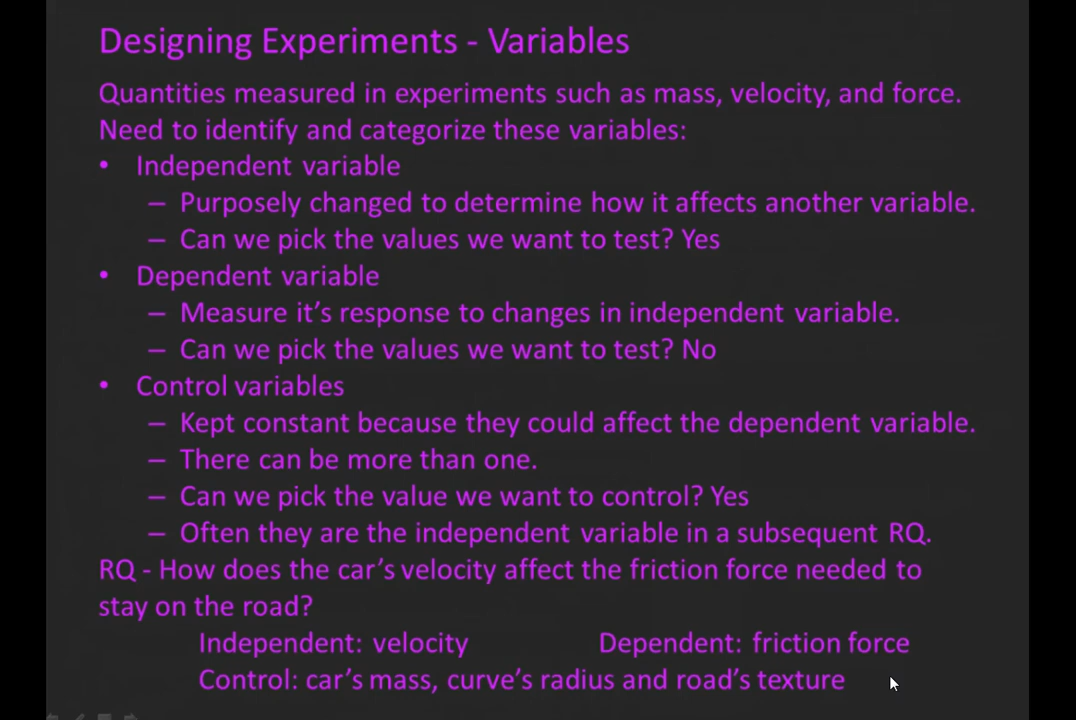 Designing Experiments - Variables
Quantities measured in experiments such as mass, velocity, and force.
Need to identify and categorize these variables:
• Independent variable
– Purposely changed to determine how it affects another variable.
– Can we pick the values we want to test? Yes
• Dependent variable
– Measure it’s response to changes in independent variable.
– Can we pick the values we want to test? No
• Control variables
– Kept constant because they could affect the dependent variable.
– There can be more than one.
– Can we pick the value we want to control? Yes
– Often they are the independent variable in a subsequent RQ.
RQ - How does the car’s velocity affect the friction force needed to
stay on the road?
Independent: velocity Dependent: friction force
Control: car’s mass, curve’s radius and road’s texture